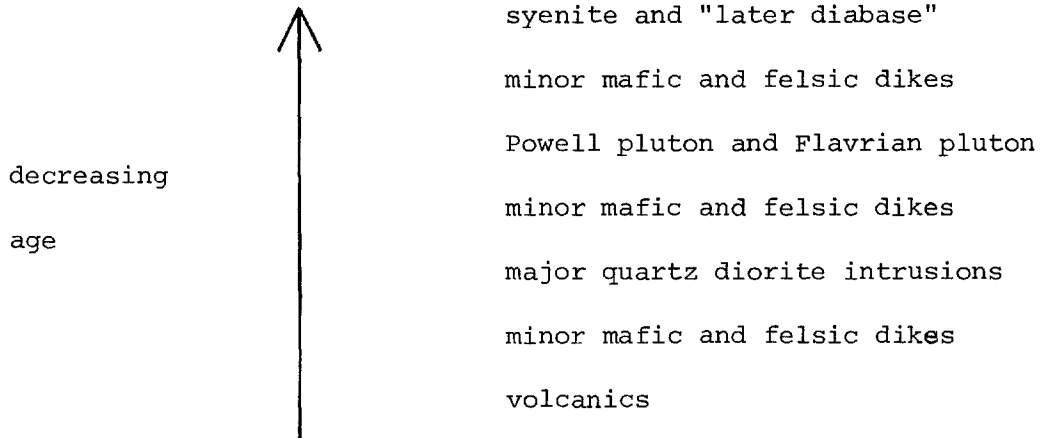 syenite and "later diabase"
minor mafic and felsic dikes
Powell pluton and Flavrian pluton
decreasing
minor mafic and felsic dikes
age
major quartz diorite intrusions
minor mafic and felsic dikes
volcanics